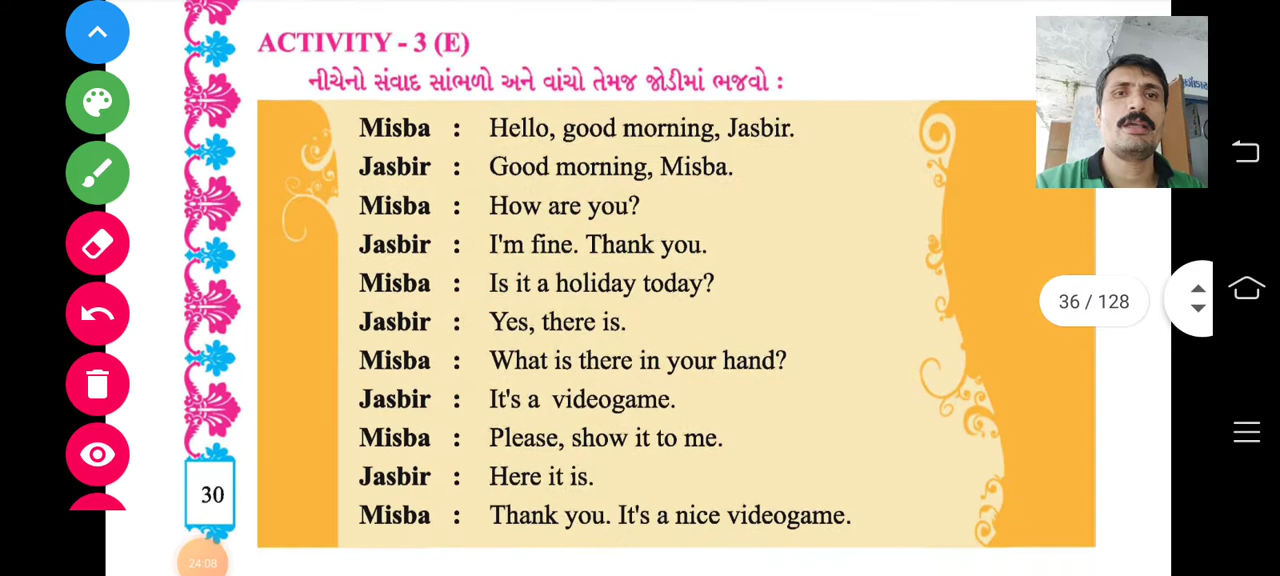 ACTIVITY - 3 (E)
નીચેનો સંવાદ સાંભળો અને વાંચો તેમજ જોડીમાં ભજવો :
Misba : Hello, good morning, Jasbir.
Jasbir : Good morning, Misba.
Misba : How are you?
Jasbir : I'm fine. Thank you.
Misba : Is it a holiday today?
Jasbir : Yes, there is.
Misba : What is there in your hand?
Jasbir : It's a videogame.
Misba : Please, show it to me.
Jasbir : Here it is.
Misba : Thank you. It's a nice videogame.
36 / 128
30
24:08